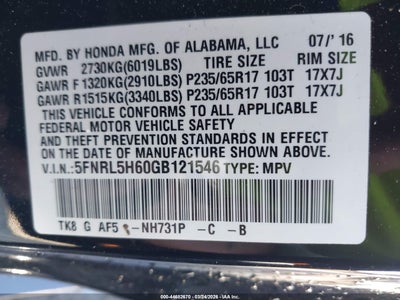 MFD. BY HONDA MFG. OF ALABAMA, LLC 07/ '16
GVWR 2730KG(6019LBS) RIM SIZE
GAWR F 1320KG(2910LBS) P235/65R17 103T 17X7J
GAWR R1515KG(3340LBS) P235/65R17 103T 17X7J
THIS VEHICLE CONFORMS TO ALL APPLICABLE
FEDERAL MOTOR VEHICLE SAFETY AND
THEFT PREVENTION STANDARDS IN EFFECT ON
THE DATE OF MANUFACTURE SHOWN ABOVE.
V.I.N.:5FNRL5H60GB121546 TYPE: MPV
TK8 G AF5 -NH731P -C -B
000-44682670 - 03/24/2026 - IAA Inc.